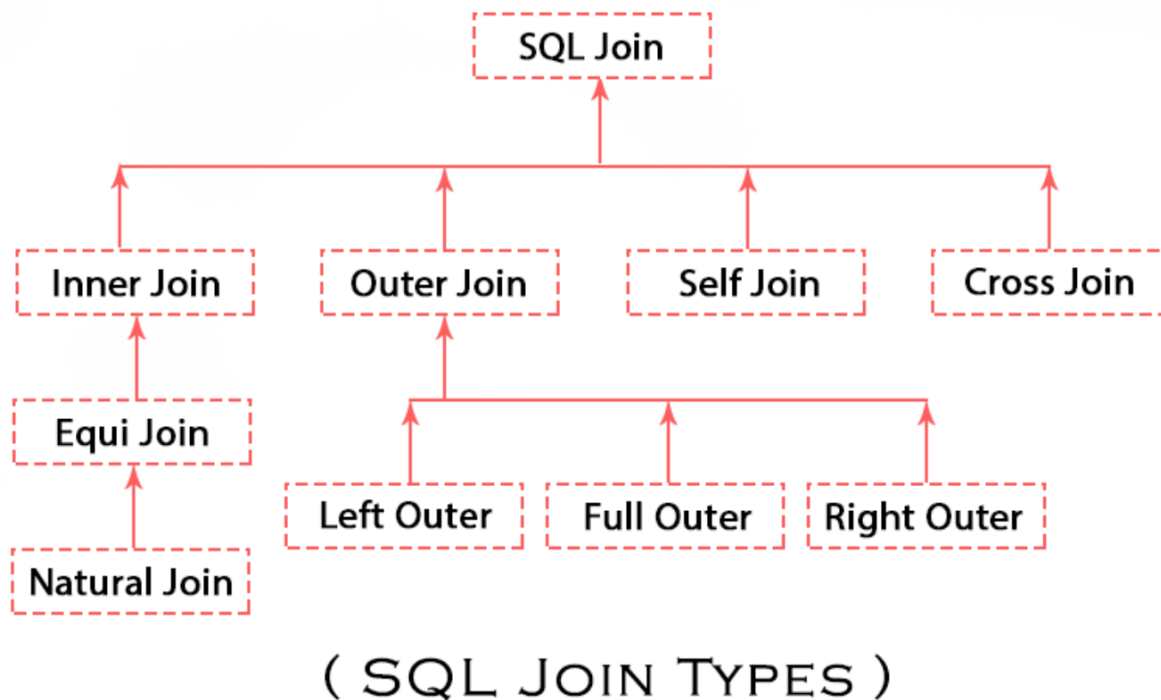 SQL Join
Inner Join
Outer Join
Self Join
Cross Join
Equi Join
Left Outer
Full Outer
Right Outer
Natural Join
( SQL JOIN TYPES )